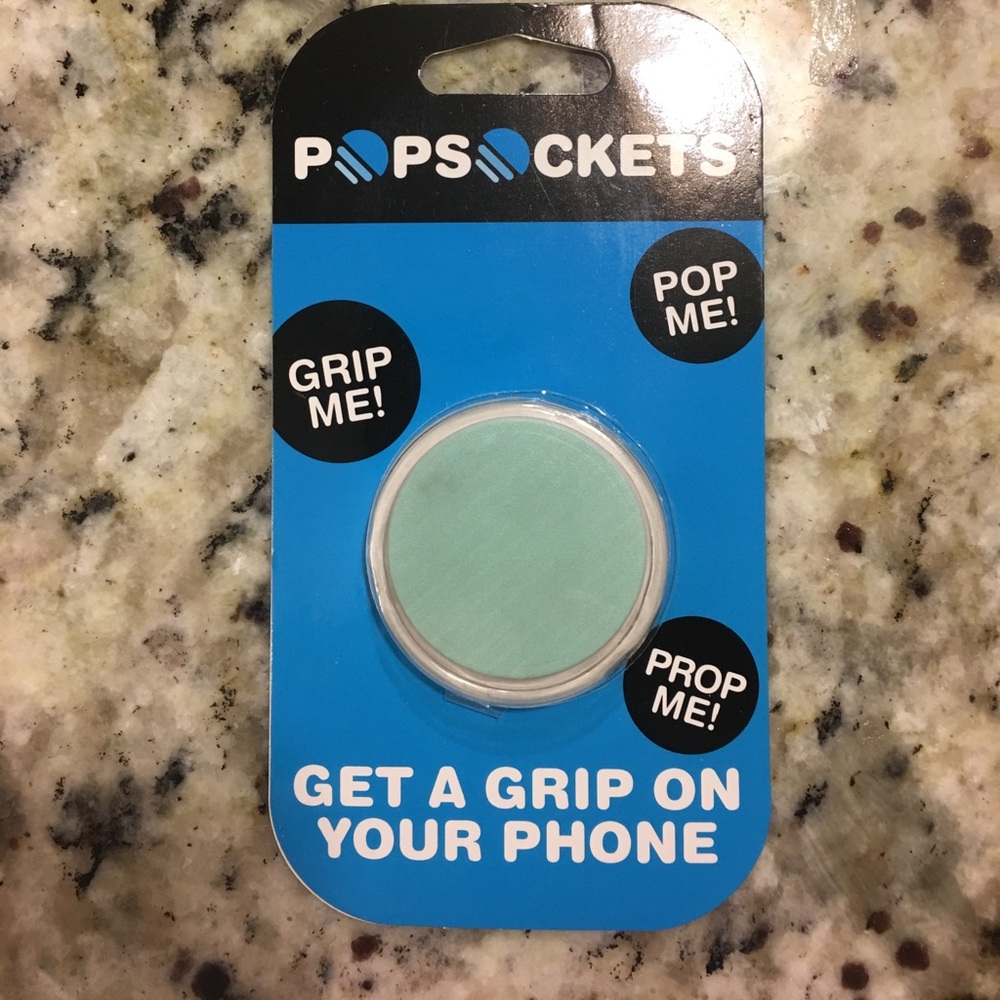 POPSOCKETS
POP
ME!
GRIP
ME!
PROP
ME!
GET A GRIP ON
YOUR PHONE